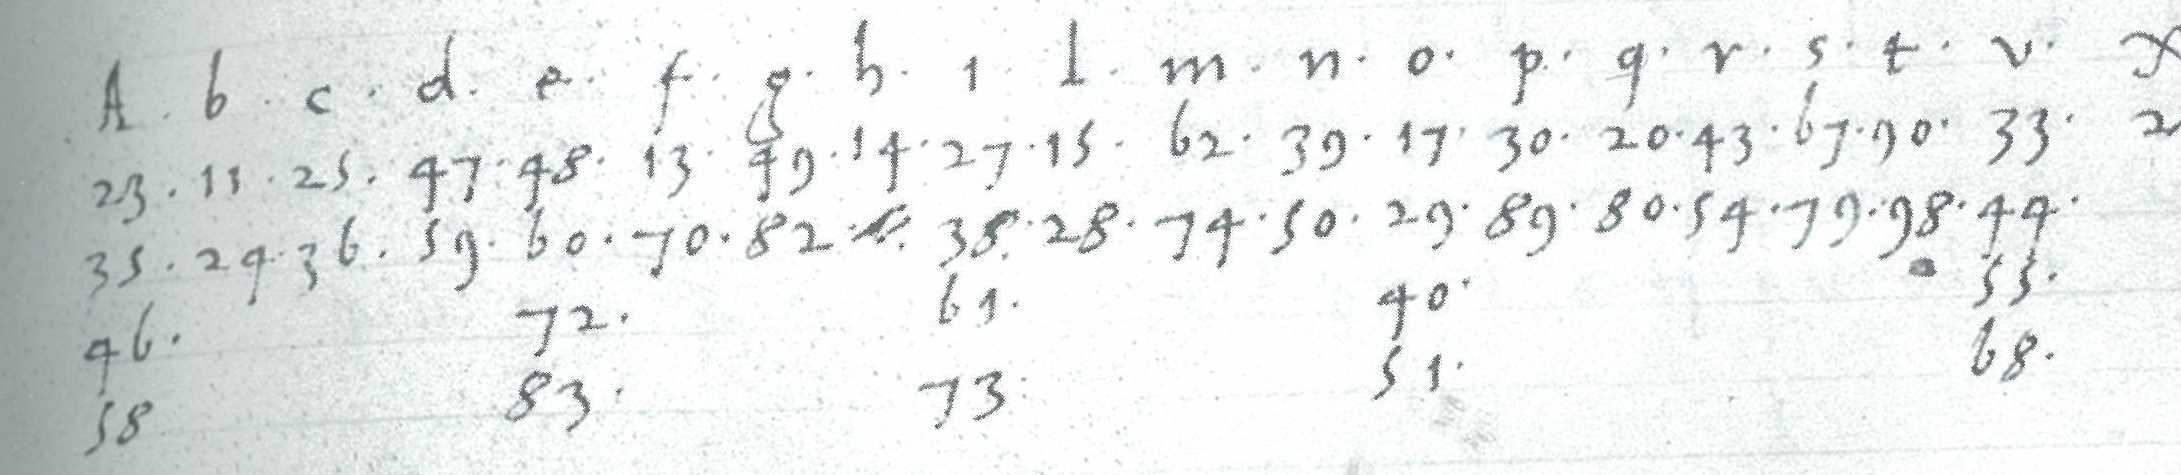 A . b . c . d . e . f . g . h . i . l . m . n . o . p . q . r . s . t . v . x
23 . 11 . 25 . 47 . 48 . 13 . 49 . 14 . 27 . 15 . 62 . 39 . 17 . 30 . 20 . 43 . 67 . 90 . 33 . 2
35 . 24 . 36 . 59 . 60 . 70 . 82 . 38 . 28 . 74 . 50 . 29 . 89 . 80 . 54 . 79 . 98 . 44 .
46 . 72 . 61 . 40 . 55 .
58 83 . 73 . 51 . 68 .